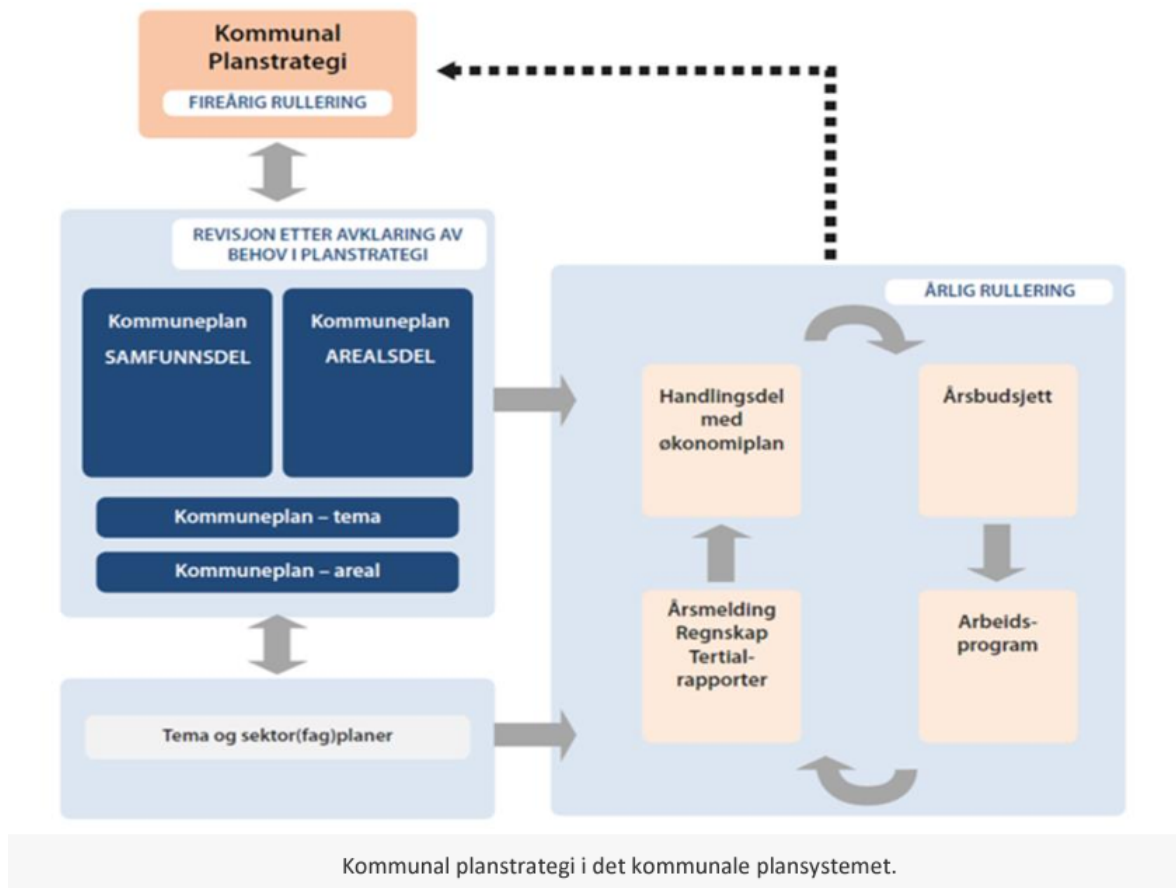 Kommunal
Planstrategi
FIREÅRIG RULLERING
REVISJON ETTER AVKLARING AV
BEHOV I PLANSTRATEGI
Kommuneplan
SAMFUNNSDEL
Kommuneplan
AREALSDEL
Kommuneplan – tema
Kommuneplan – areal
Tema og sektor(fag)planer
ÅRLIG RULLERING
Handlingsdel
med
økonomiplan
Årsbudsjett
Årsmelding
Regnskap
Tertial-
rapporter
Arbeids-
program
Kommunal planstrategi i det kommunale plansystemet.